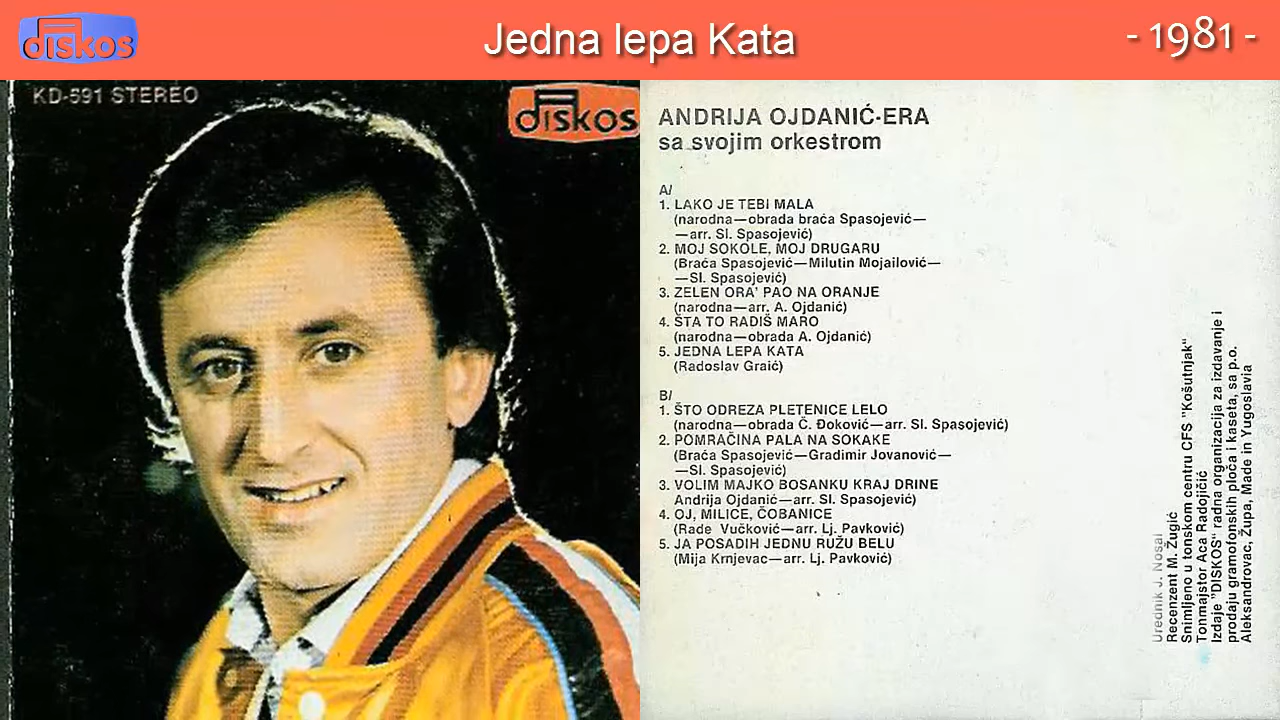 diskos
Jedna lepa Kata
- 1981 -
KD-591 STEREO
diskos
ANDRIJA OJDANIĆ-ERA
sa svojim orkestrom
A/
1. LAKO JE TEBI MALA
(narodna—obrada braća Spasojević—
—arr. Sl. Spasojević)
2. MOJ SOKOLE, MOJ DRUGARU
(Braća Spasojević—Milutin Mojailović—
—Sl. Spasojević)
3. ZELEN ORA' PAO NA ORANJE
(narodna—arr. A. Ojdanić)
4. ŠTA TO RADIŠ MARO
(narodna—obrada A. Ojdanić)
5. JEDNA LEPA KATA
(Radoslav Graić)
B/
1. ŠTO ODREZA PLETENICE LELO
(narodna—obrada Č. Đoković—arr. Sl. Spasojević)
2. POMRAČINA PALA NA SOKAKE
(Braća Spasojević—Gradimir Jovanović—
—Sl. Spasojević)
3. VOLIM MAJKO BOSANKU KRAJ DRINE
Andrija Ojdanić—arr. Sl. Spasojević)
4. OJ, MILICE, ČOBANICE
(Rade Vučković—arr. Lj. Pavković)
5. JA POSADIH JEDNU RUŽU BELU
(Mija Krnjevac—arr. Lj. Pavković)
Urednik J. Nosal
Recenzent M. Žugić
Snimljeno u tonskom centru CFS "Košutnjak"
Tonmajstor Aca Radojičić
Izdaje "DISKOS" radna organizacija za izdavanje i
prodaju gramofonskih ploča i kaseta, sa p.o.
Aleksandrovac, Župa, Made in Yugoslavia